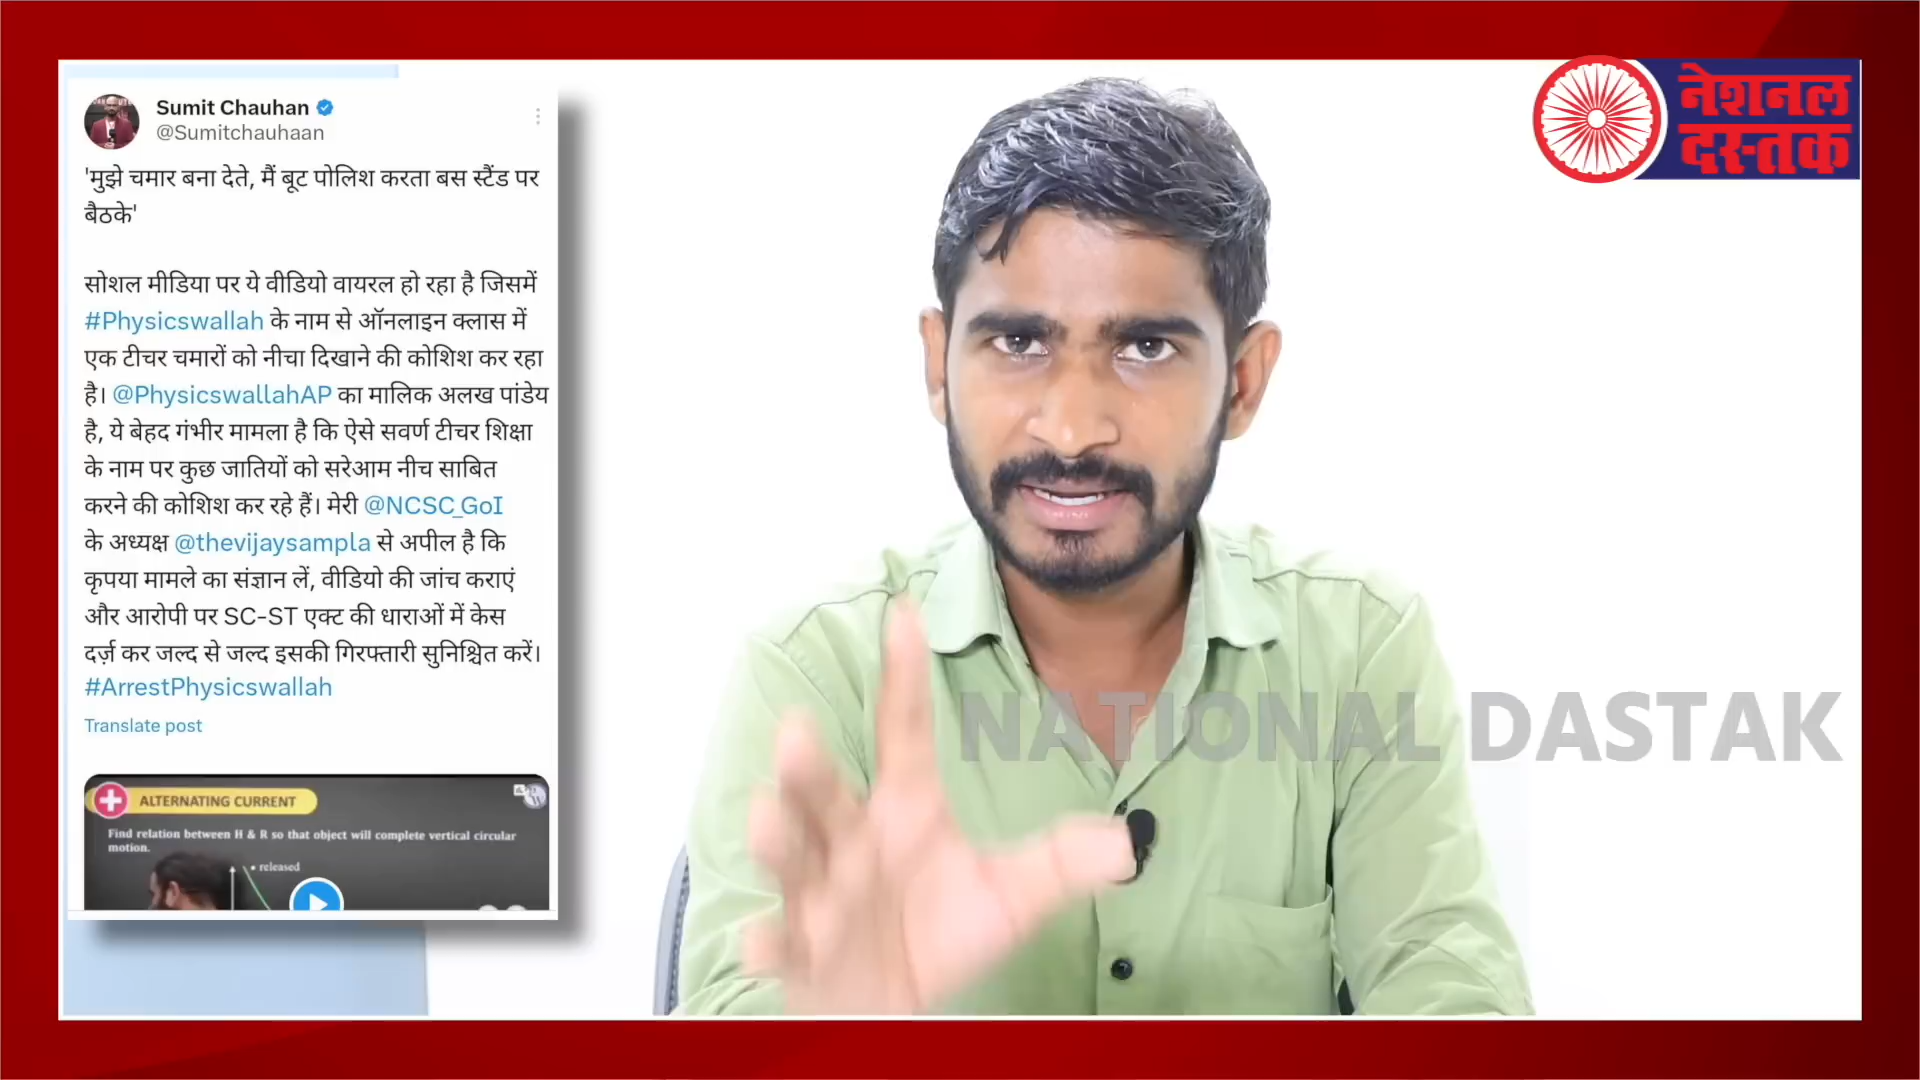 Sumit Chauhan
@Sumitchauhaan
'मुझे चमार बना देते, मैं बूट पोलिश करता बस स्टैंड पर
बैठके'
सोशल मीडिया पर ये वीडियो वायरल हो रहा है जिसमें
#Physicswallah के नाम से ऑनलाइन क्लास में
एक टीचर चमारों को नीचा दिखाने की कोशिश कर रहा
है। @PhysicswallahAP का मालिक अलख पांडेय
है, ये बेहद गंभीर मामला है कि ऐसे सवर्ण टीचर शिक्षा
के नाम पर कुछ जातियों को सरेआम नीच साबित
करने की कोशिश कर रहे हैं। मेरी @NCSC_GoI
के अध्यक्ष @thevijaysampla से अपील है कि
कृपया मामले का संज्ञान लें, वीडियो की जांच कराएं
और आरोपी पर SC-ST एक्ट की धाराओं में केस
दर्ज़ कर जल्द से जल्द इसकी गिरफ्तारी सुनिश्चित करें।
#ArrestPhysicswallah
Translate post
ALTERNATING CURRENT
Find relation between H & R so that object will complete vertical circular
motion.
released
नेशनल
दस्तक
NATIONAL DASTAK